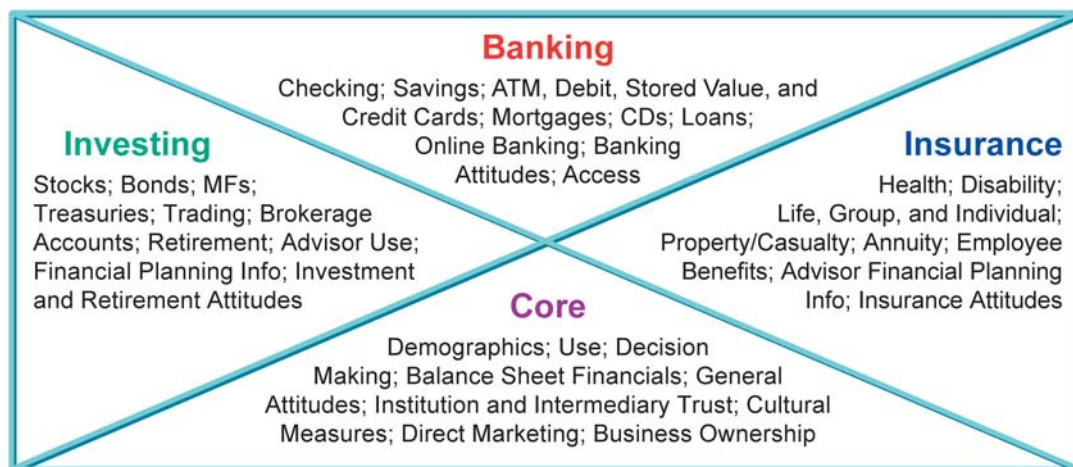 Banking
Checking; Savings; ATM, Debit, Stored Value, and
Credit Cards; Mortgages; CDs; Loans;
Online Banking; Banking
Attitudes; Access
Investing
Stocks; Bonds; MFs;
Treasuries; Trading; Brokerage
Accounts; Retirement; Advisor Use;
Financial Planning Info; Investment
and Retirement Attitudes
Insurance
Health; Disability;
Life, Group, and Individual;
Property/Casualty; Annuity; Employee
Benefits; Advisor Financial Planning
Info; Insurance Attitudes
Core
Demographics; Use; Decision
Making; Balance Sheet Financials; General
Attitudes; Institution and Intermediary Trust; Cultural
Measures; Direct Marketing; Business Ownership